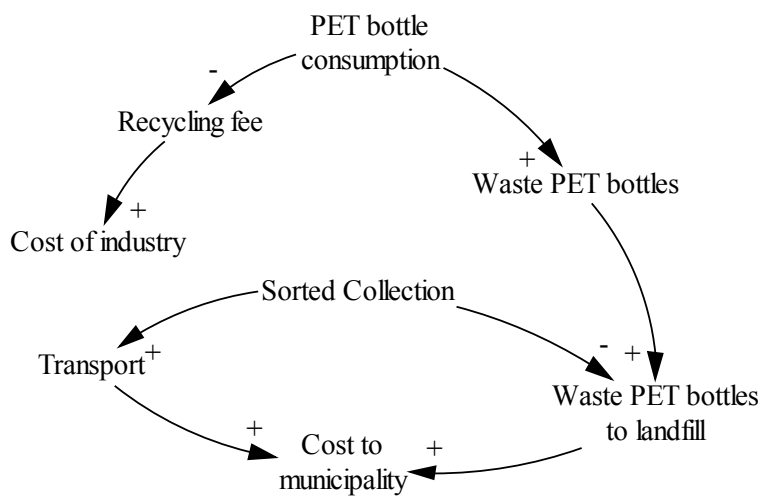 PET bottle
consumption
-
Recycling fee
+
Waste PET bottles
+
Cost of industry
Sorted Collection
Transport
+
-
+
Waste PET bottles
to landfill
+
Cost to
municipality
+